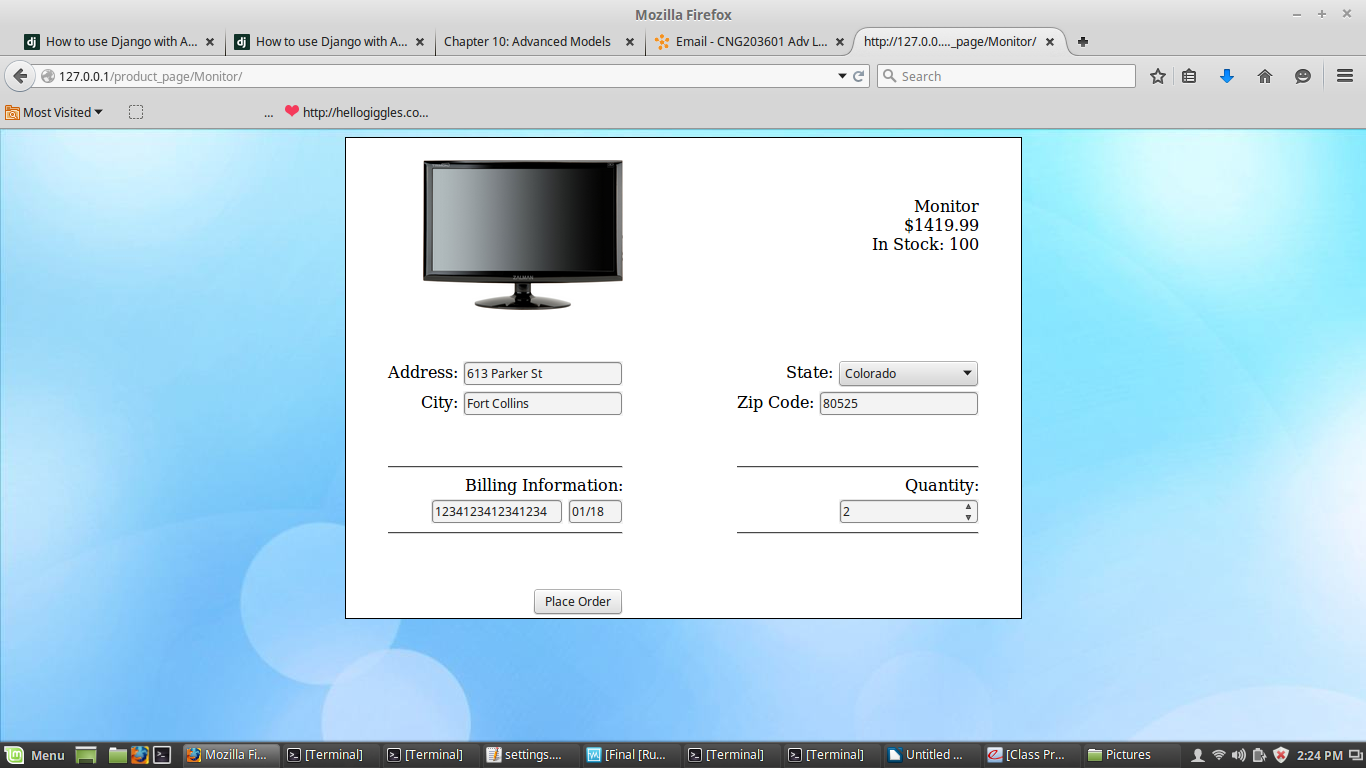 Mozilla Firefox
How to use Django with A...
How to use Django with A...
Chapter 10: Advanced Models
Email - CNG203601 Adv L...
http://127.0.0...._page/Monitor/
127.0.0.1/product_page/Monitor/
Search
Most Visited
...
http://hellogiggles.co...
ZALMAN
Monitor
$1419.99
In Stock: 100
Address: 613 Parker St
State: Colorado
City: Fort Collins
Zip Code: 80525
Billing Information:
Quantity:
1234123412341234 01/18
2
Place Order
Menu
Mozilla Fi...
[Terminal]
[Terminal]
settings....
[Final [Ru...
[Terminal]
[Terminal]
Untitled ...
[Class Pr...
Pictures
2:24 PM